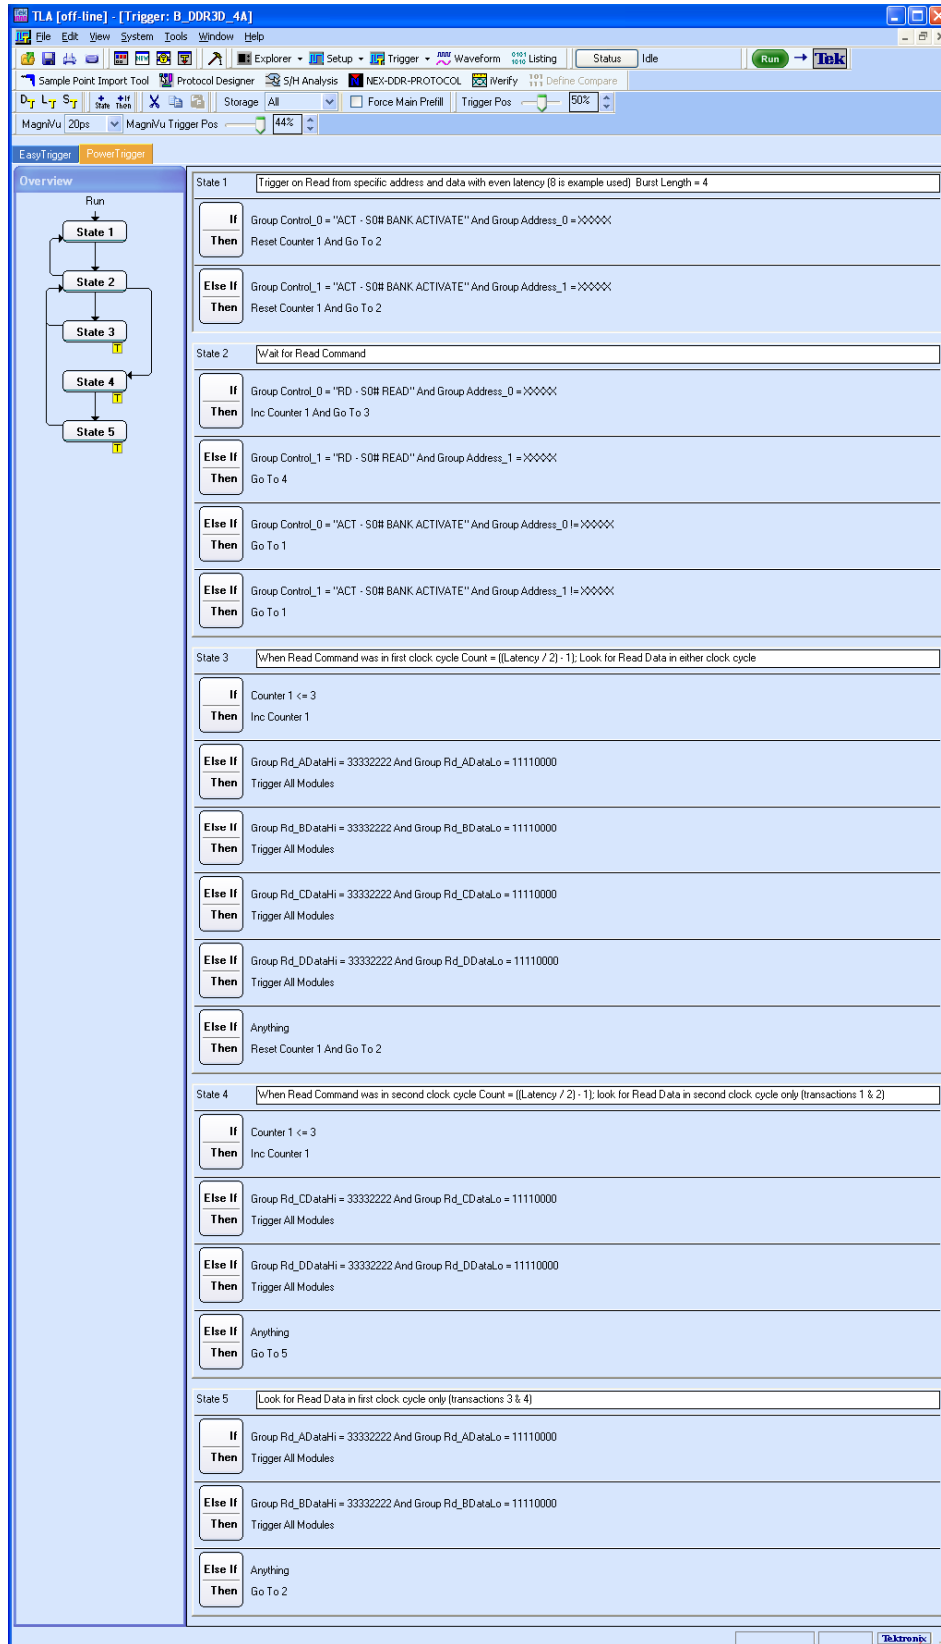 TLA [off-line] - [Trigger: B_DDR3D_4A]
File Edit View System Tools Window Help
Explorer Setup Trigger Waveform Listing Status Idle Run Tek
Sample Point Import Tool Protocol Designer S/H Analysis NEX-DDR-PROTOCOL iVerify Define Compare
Storage All Force Main Prefill Trigger Pos 50%
MagniVu 20ps MagniVu Trigger Pos 44%
EasyTrigger PowerTrigger
Overview
Run
State 1
State 2
State 3
T
State 4
T
State 5
T
State 1 Trigger on Read from specific address and data with even latency (8 is example used) Burst Length = 4
If Group Control_0 = "ACT - S0# BANK ACTIVATE" And Group Address_0 = XXXXX
Then Reset Counter 1 And Go To 2
Else If Group Control_1 = "ACT - S0# BANK ACTIVATE" And Group Address_1 = XXXXX
Then Reset Counter 1 And Go To 2
State 2 Wait for Read Command
If Group Control_0 = "RD - S0# READ" And Group Address_0 = XXXXX
Then Inc Counter 1 And Go To 3
Else If Group Control_1 = "RD - S0# READ" And Group Address_1 = XXXXX
Then Go To 4
Else If Group Control_0 = "ACT - S0# BANK ACTIVATE" And Group Address_0 != XXXXX
Then Go To 1
Else If Group Control_1 = "ACT - S0# BANK ACTIVATE" And Group Address_1 != XXXXX
Then Go To 1
State 3 When Read Command was in first clock cycle Count = ((Latency / 2) - 1); Look for Read Data in either clock cycle
If Counter 1 <= 3
Then Inc Counter 1
Else If Group Rd_ADataHi = 33332222 And Group Rd_ADataLo = 11110000
Then Trigger All Modules
Else If Group Rd_BDataHi = 33332222 And Group Rd_BDataLo = 11110000
Then Trigger All Modules
Else If Group Rd_CDataHi = 33332222 And Group Rd_CDataLo = 11110000
Then Trigger All Modules
Else If Group Rd_DDataHi = 33332222 And Group Rd_DDataLo = 11110000
Then Trigger All Modules
Else If Anything
Then Reset Counter 1 And Go To 2
State 4 When Read Command was in second clock cycle Count = ((Latency / 2) - 1); look for Read Data in second clock cycle only (transactions 1 & 2)
If Counter 1 <= 3
Then Inc Counter 1
Else If Group Rd_CDataHi = 33332222 And Group Rd_CDataLo = 11110000
Then Trigger All Modules
Else If Group Rd_DDataHi = 33332222 And Group Rd_DDataLo = 11110000
Then Trigger All Modules
Else If Anything
Then Go To 5
State 5 Look for Read Data in first clock cycle only (transactions 3 & 4)
If Group Rd_ADataHi = 33332222 And Group Rd_ADataLo = 11110000
Then Trigger All Modules
Else If Group Rd_BDataHi = 33332222 And Group Rd_BDataLo = 11110000
Then Trigger All Modules
Else If Anything
Then Go To 2
Tektronix